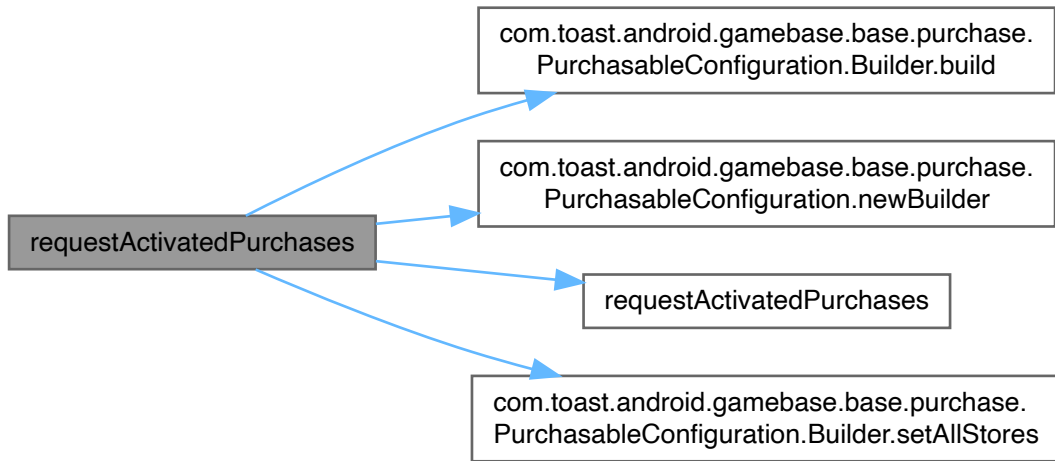 com.toast.android.gamebase.base.purchase.
PurchasableConfiguration.Builder.build
com.toast.android.gamebase.base.purchase.
PurchasableConfiguration.newBuilder
requestActivatedPurchases
requestActivatedPurchases
com.toast.android.gamebase.base.purchase.
PurchasableConfiguration.Builder.setAllStores